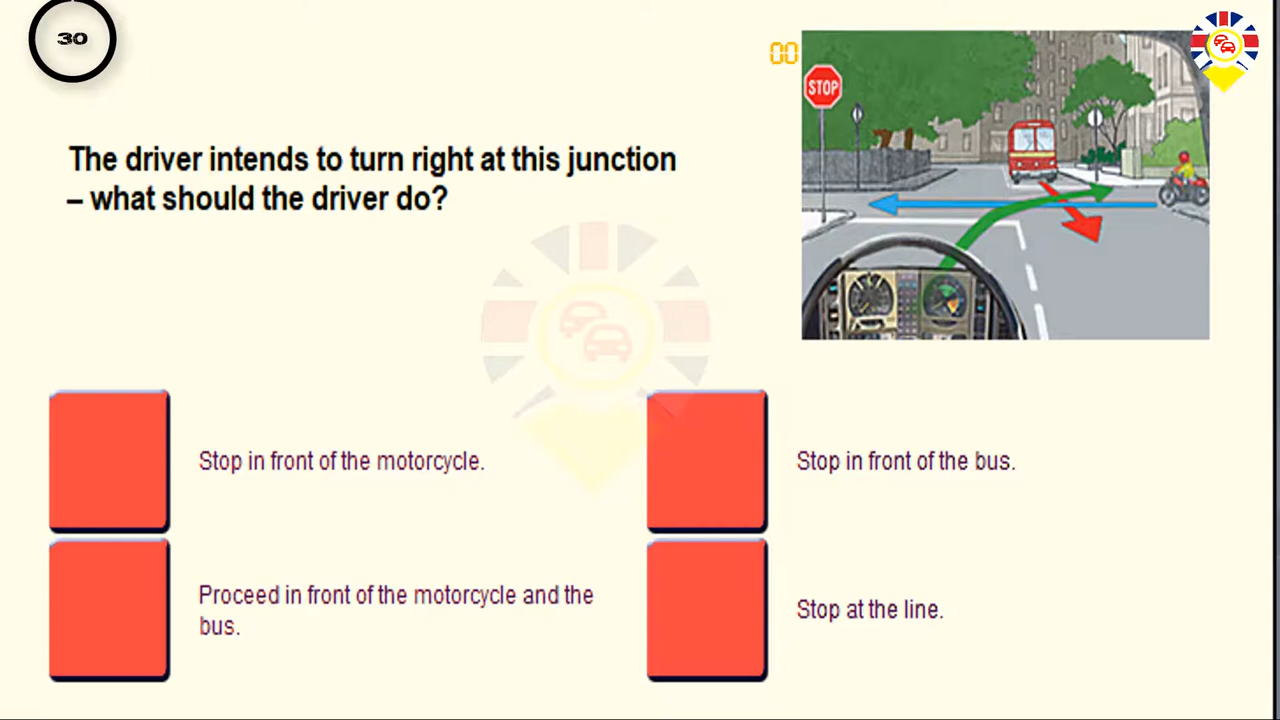 30
00
STOP
The driver intends to turn right at this junction
– what should the driver do?
Stop in front of the motorcycle.
Stop in front of the bus.
Proceed in front of the motorcycle and the
bus.
Stop at the line.